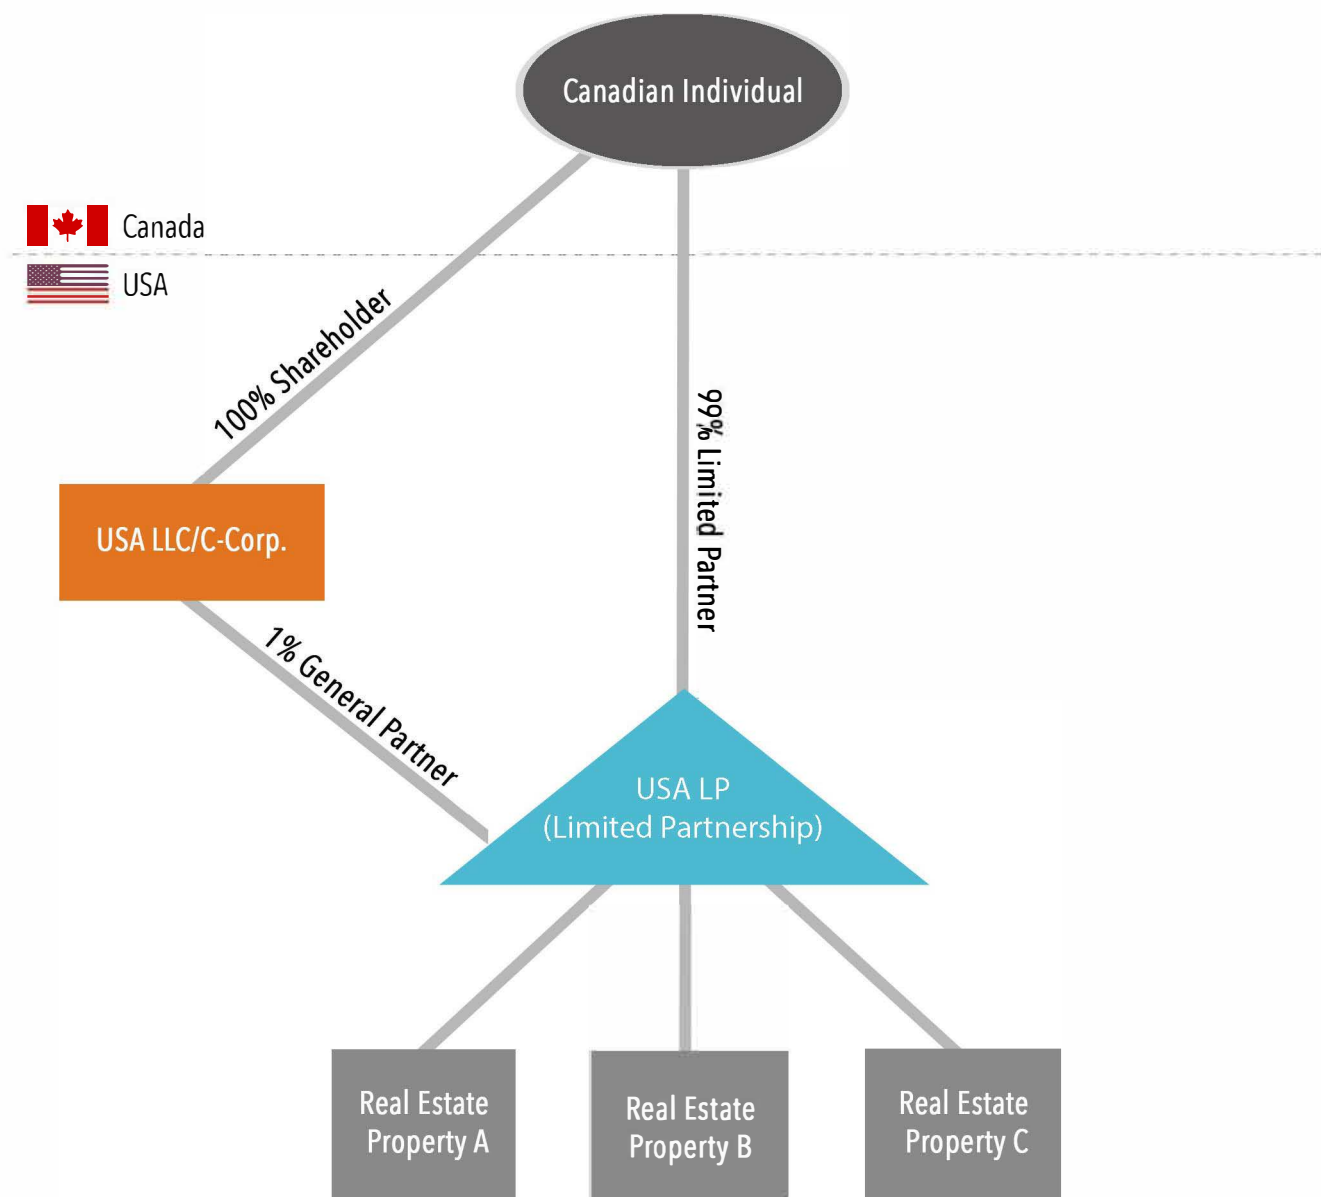 Canadian Individual
Canada
USA
100% Shareholder
99% Limited Partner
USA LLC/C-Corp.
1% General Partner
USA LP
(Limited Partnership)
Real Estate
Property A
Real Estate
Property B
Real Estate
Property C